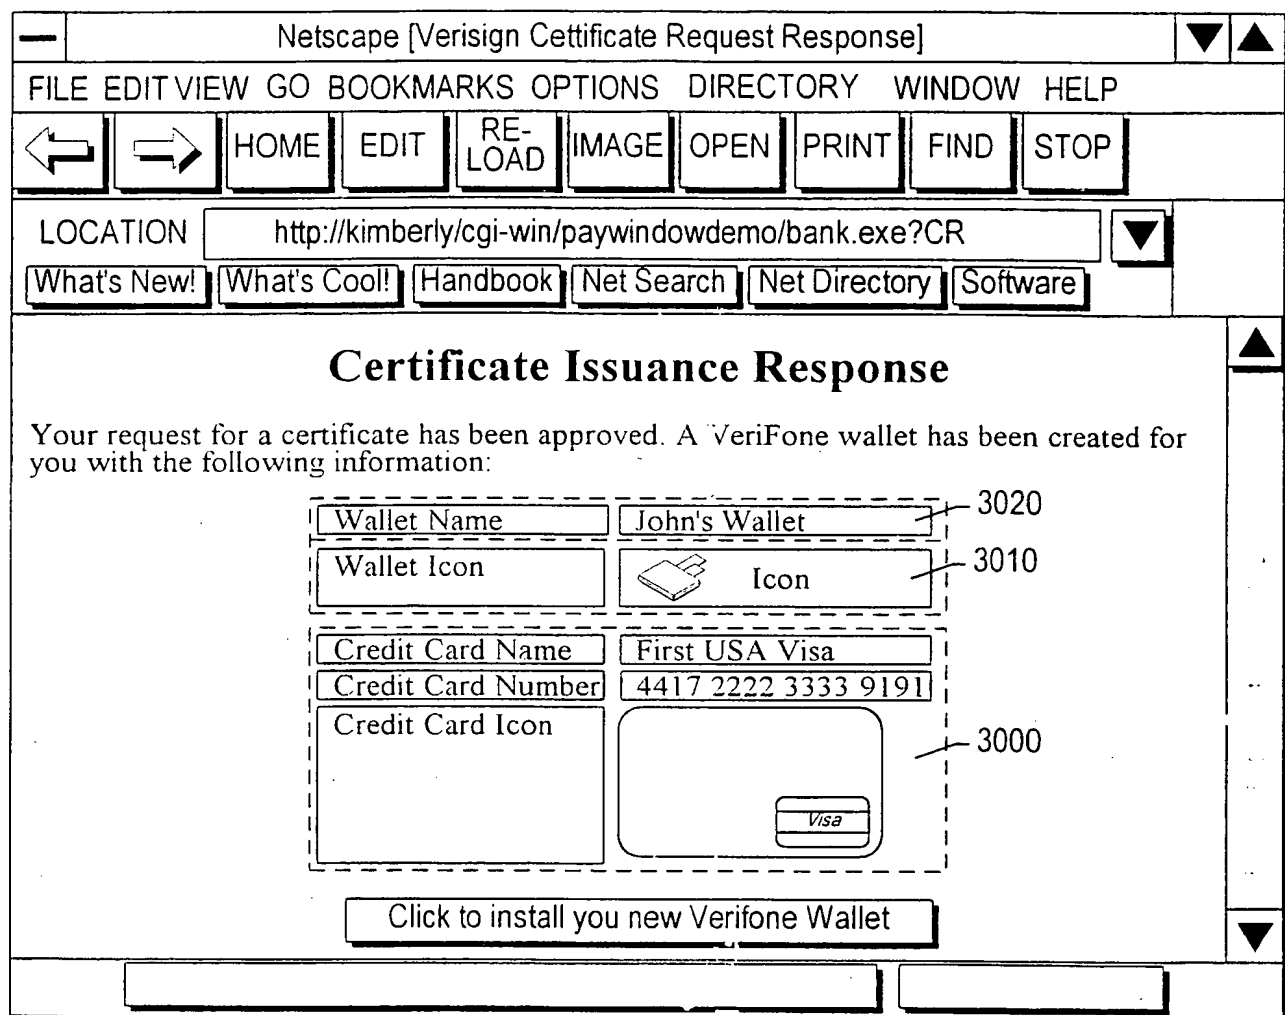 Netscape [Verisign Cettificate Request Response]
FILE EDIT VIEW GO BOOKMARKS OPTIONS DIRECTORY WINDOW HELP
HOME EDIT RE-LOAD IMAGE OPEN PRINT FIND STOP
LOCATION http://kimberly/cgi-win/paywindowdemo/bank.exe?CR
What's New! What's Cool! Handbook Net Search Net Directory Software
Certificate Issuance Response
Your request for a certificate has been approved. A VeriFone wallet has been created for
you with the following information:
Wallet Name John's Wallet 3020
Wallet Icon Icon 3010
Credit Card Name First USA Visa
Credit Card Number 4417 2222 3333 9191
Credit Card Icon 3000
Visa
Click to install you new Verifone Wallet